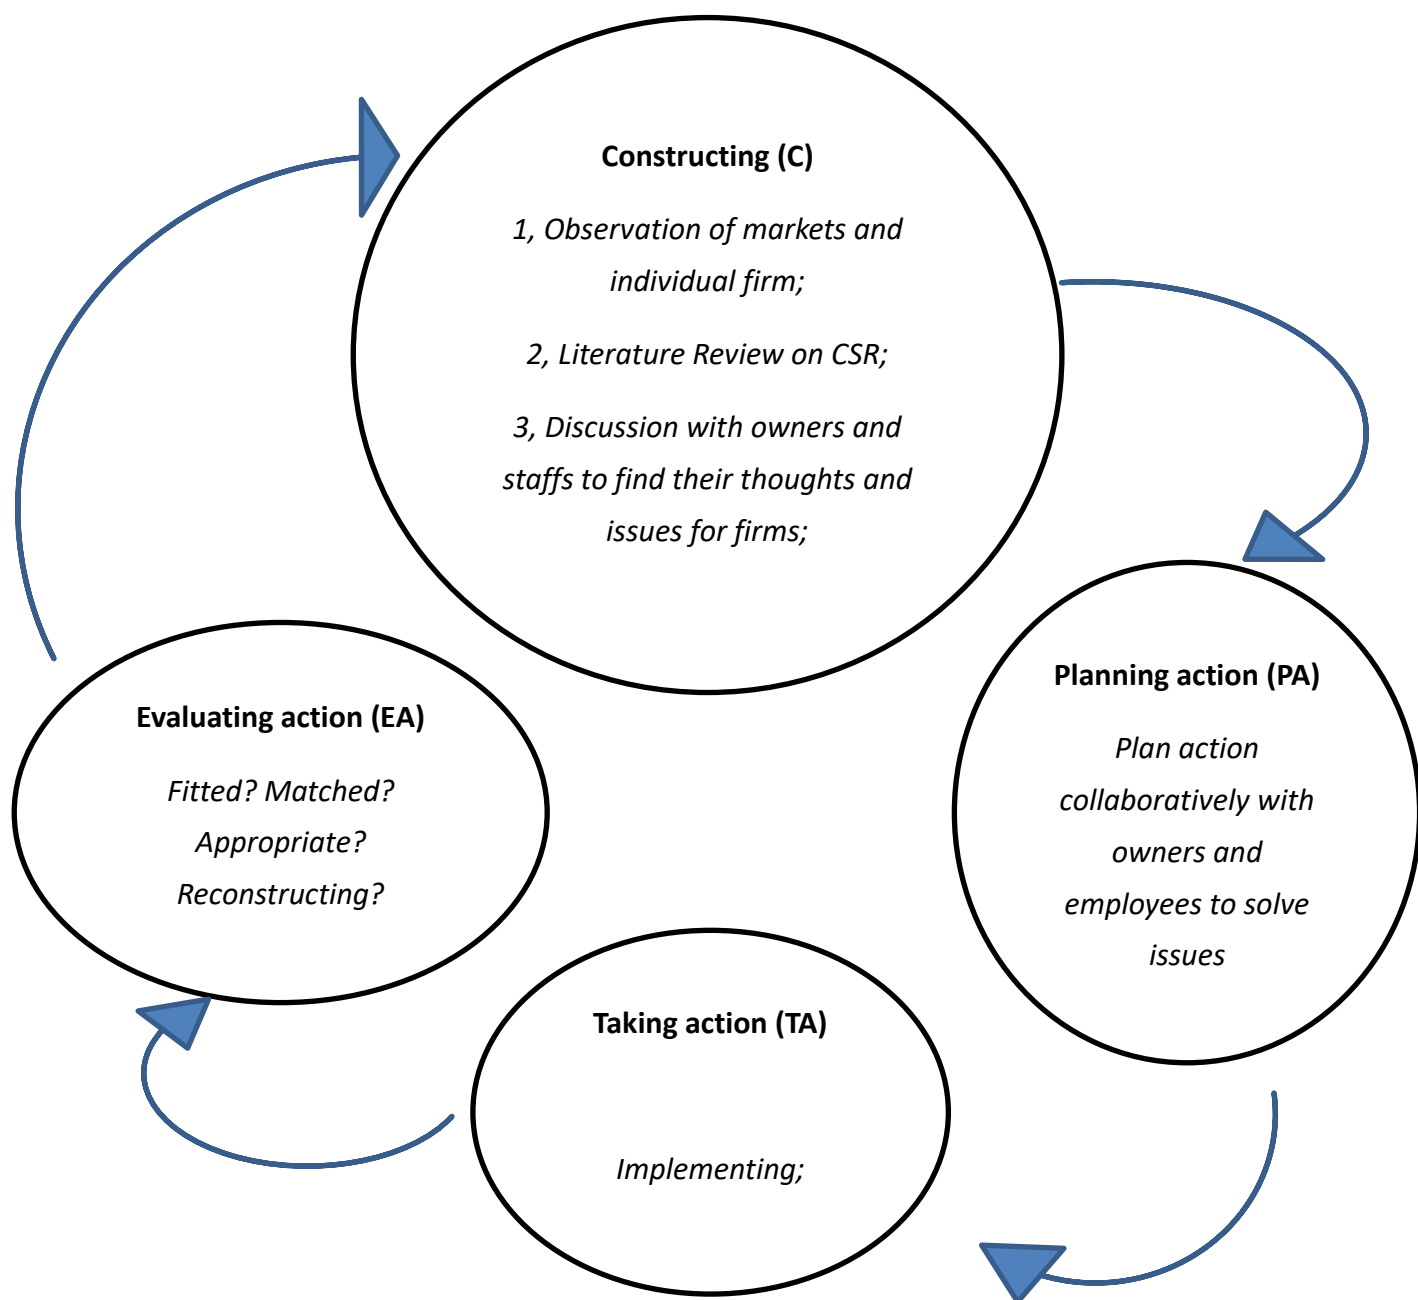 Constructing (C)
1, Observation of markets and
individual firm;
2, Literature Review on CSR;
3, Discussion with owners and
staffs to find their thoughts and
issues for firms;
Planning action (PA)
Plan action
collaboratively with
owners and
employees to solve
issues
Taking action (TA)
Implementing;
Evaluating action (EA)
Fitted? Matched?
Appropriate?
Reconstructing?